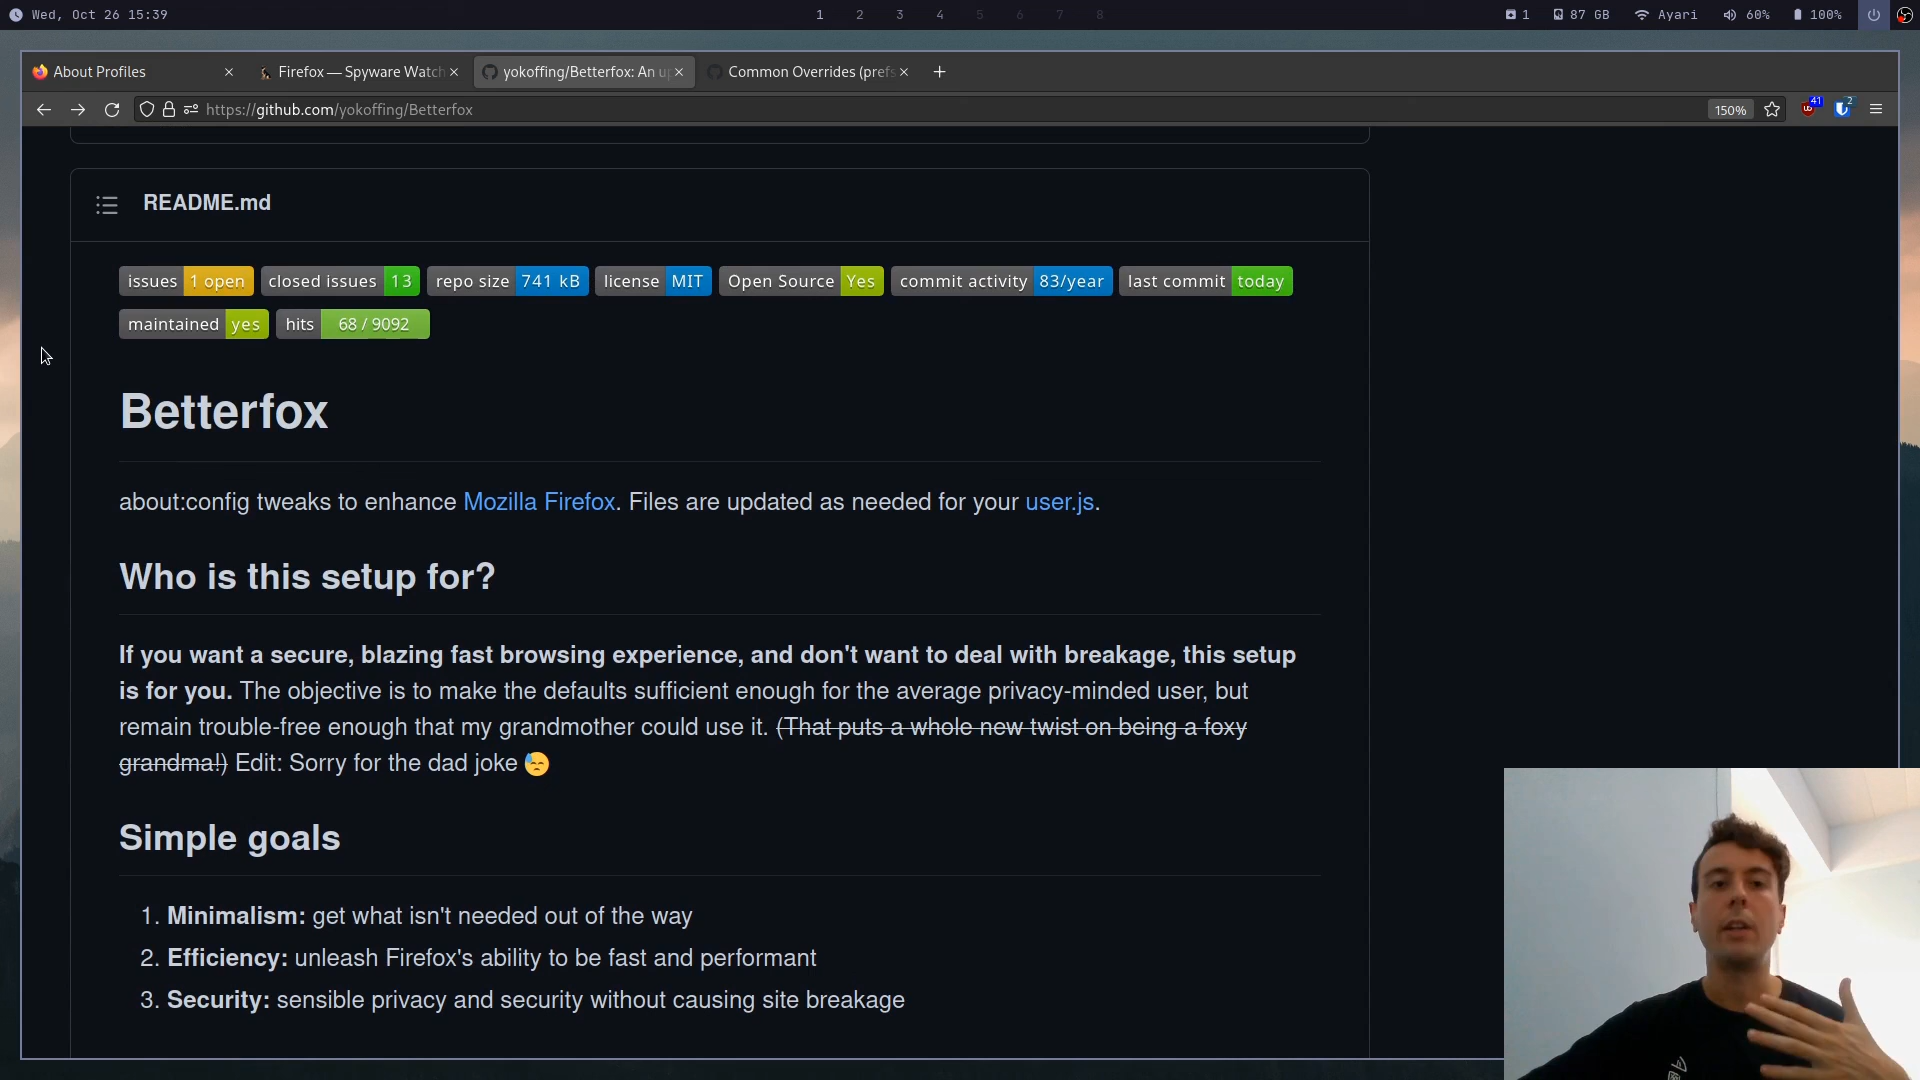 Wed, Oct 26 15:39
1 2 3 4 5 6 7 8
1 87 GB Ayari 60% 100%
About Profiles
Firefox — Spyware Watch
yokoffing/Betterfox: An u
Common Overrides (prefs
https://github.com/yokoffing/Betterfox
150%
41
2
README.md
issues 1 open closed issues 13 repo size 741 kB license MIT Open Source Yes commit activity 83/year last commit today
maintained yes hits 68 / 9092
Betterfox
about:config tweaks to enhance Mozilla Firefox. Files are updated as needed for your user.js.
Who is this setup for?
If you want a secure, blazing fast browsing experience, and don't want to deal with breakage, this setup
is for you. The objective is to make the defaults sufficient enough for the average privacy-minded user, but
remain trouble-free enough that my grandmother could use it. (That puts a whole new twist on being a foxy
grandma!) Edit: Sorry for the dad joke 😓
Simple goals
1. Minimalism: get what isn't needed out of the way
2. Efficiency: unleash Firefox's ability to be fast and performant
3. Security: sensible privacy and security without causing site breakage